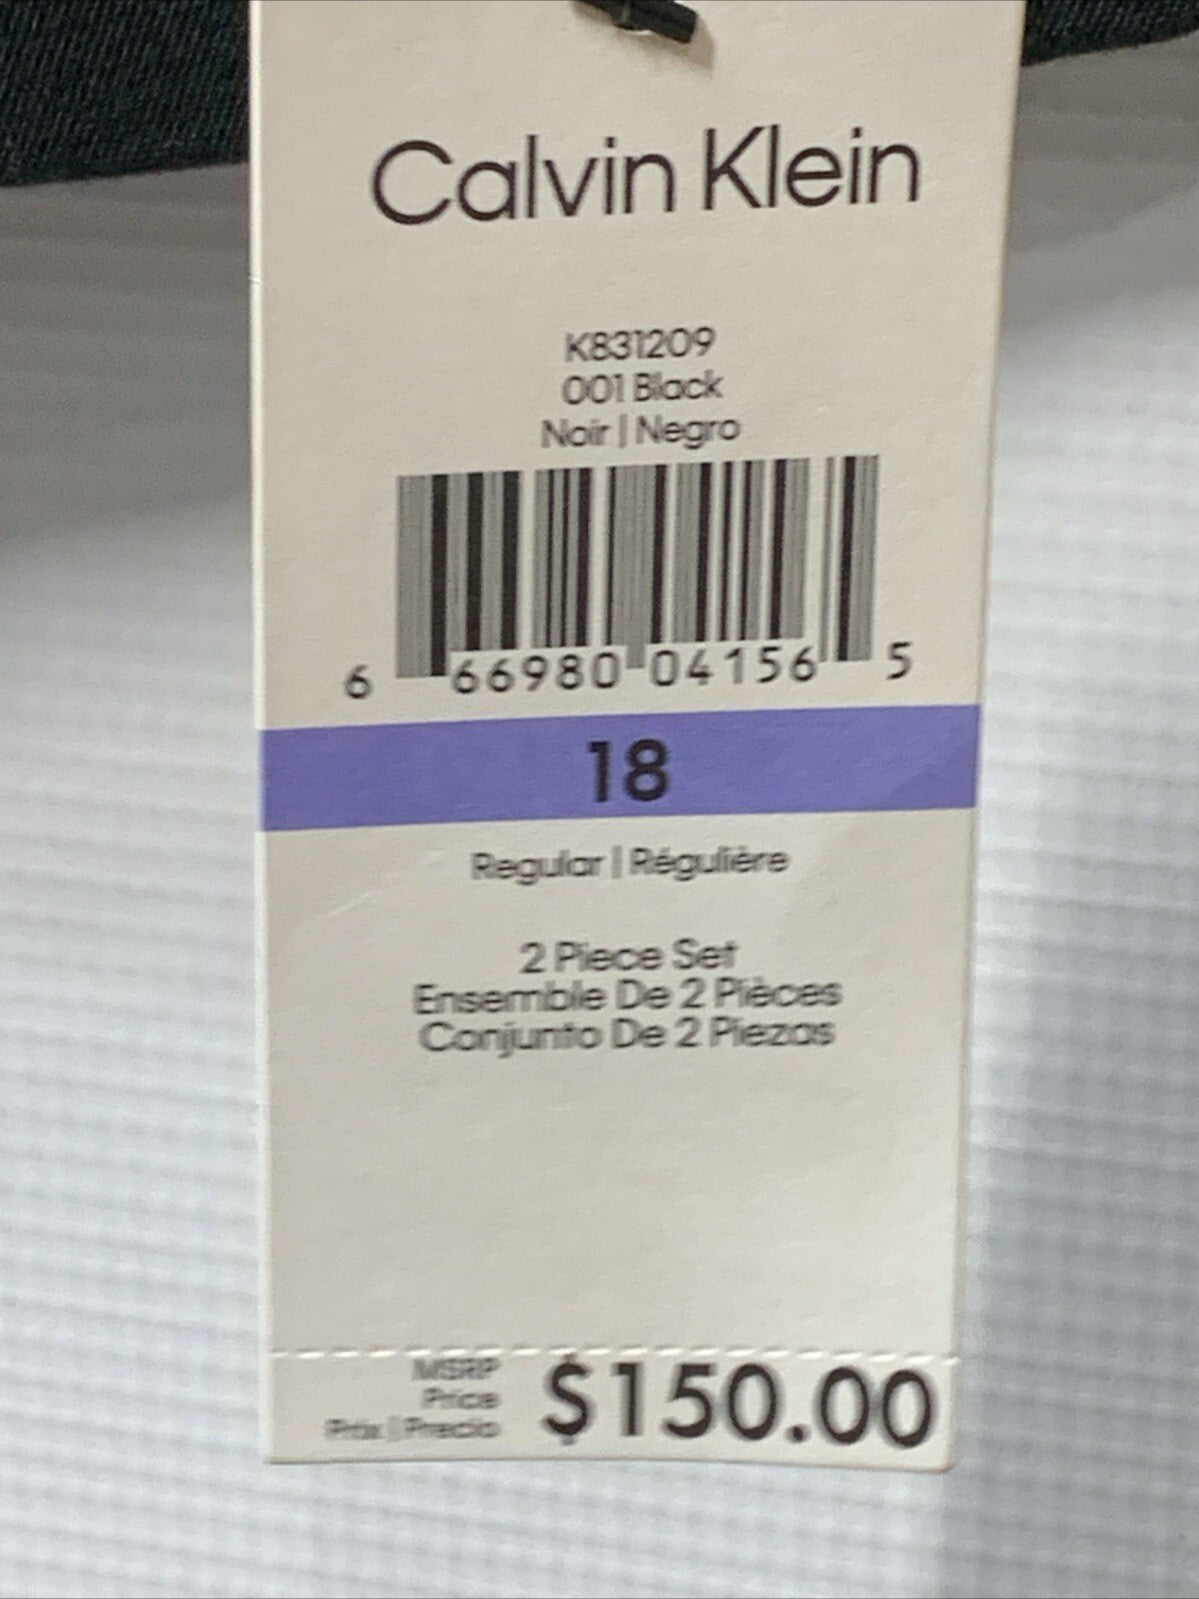 Calvin Klein
K831209
001 Black
Noir | Negro
6 66980 04156 5
18
Regular | Régulière
2 Piece Set
Ensemble De 2 Pièces
Conjunto De 2 Piezas
MSRP
Price
Prix | Precio
$150.00